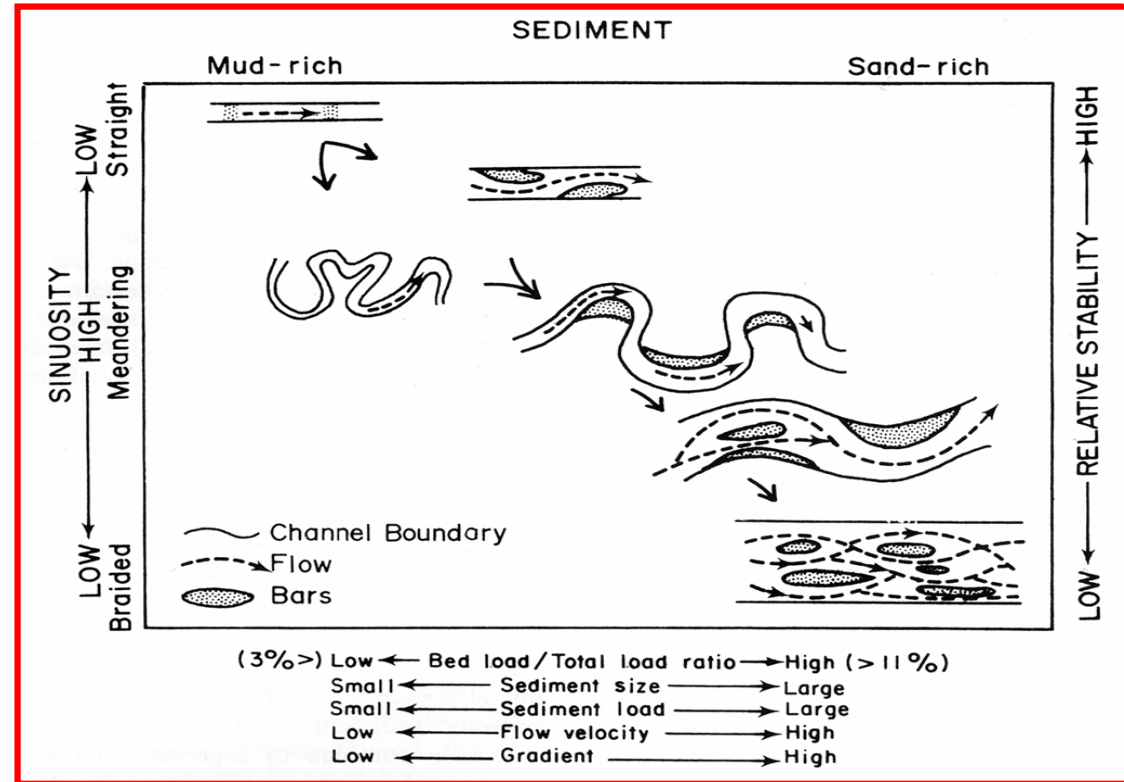 SEDIMENT
Mud-rich
Sand-rich
SINUOSITY
LOW
HIGH
LOW
Straight
Meandering
Braided
HIGH
RELATIVE STABILITY
LOW
Channel Boundary
Flow
Bars
(3%>) Low Bed load/Total load ratio High (>11%)
Small Sediment size Large
Small Sediment load Large
Low Flow velocity High
Low Gradient High